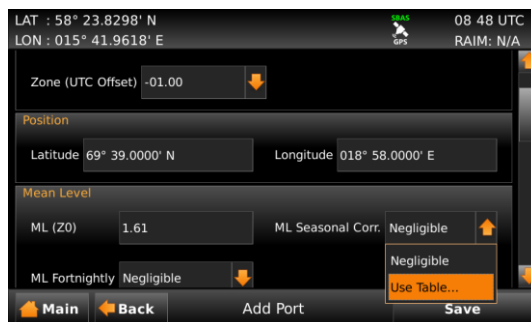 LAT : 58° 23.8298' N SBAS 08 48 UTC
LON : 015° 41.9618' E GPS RAIM: N/A
Zone (UTC Offset) -01.00
Position
Latitude 69° 39.0000' N Longitude 018° 58.0000' E
Mean Level
ML (Z0) 1.61 ML Seasonal Corr. Negligible
Negligible
ML Fortnightly Negligible Use Table...
Main Back Add Port Save